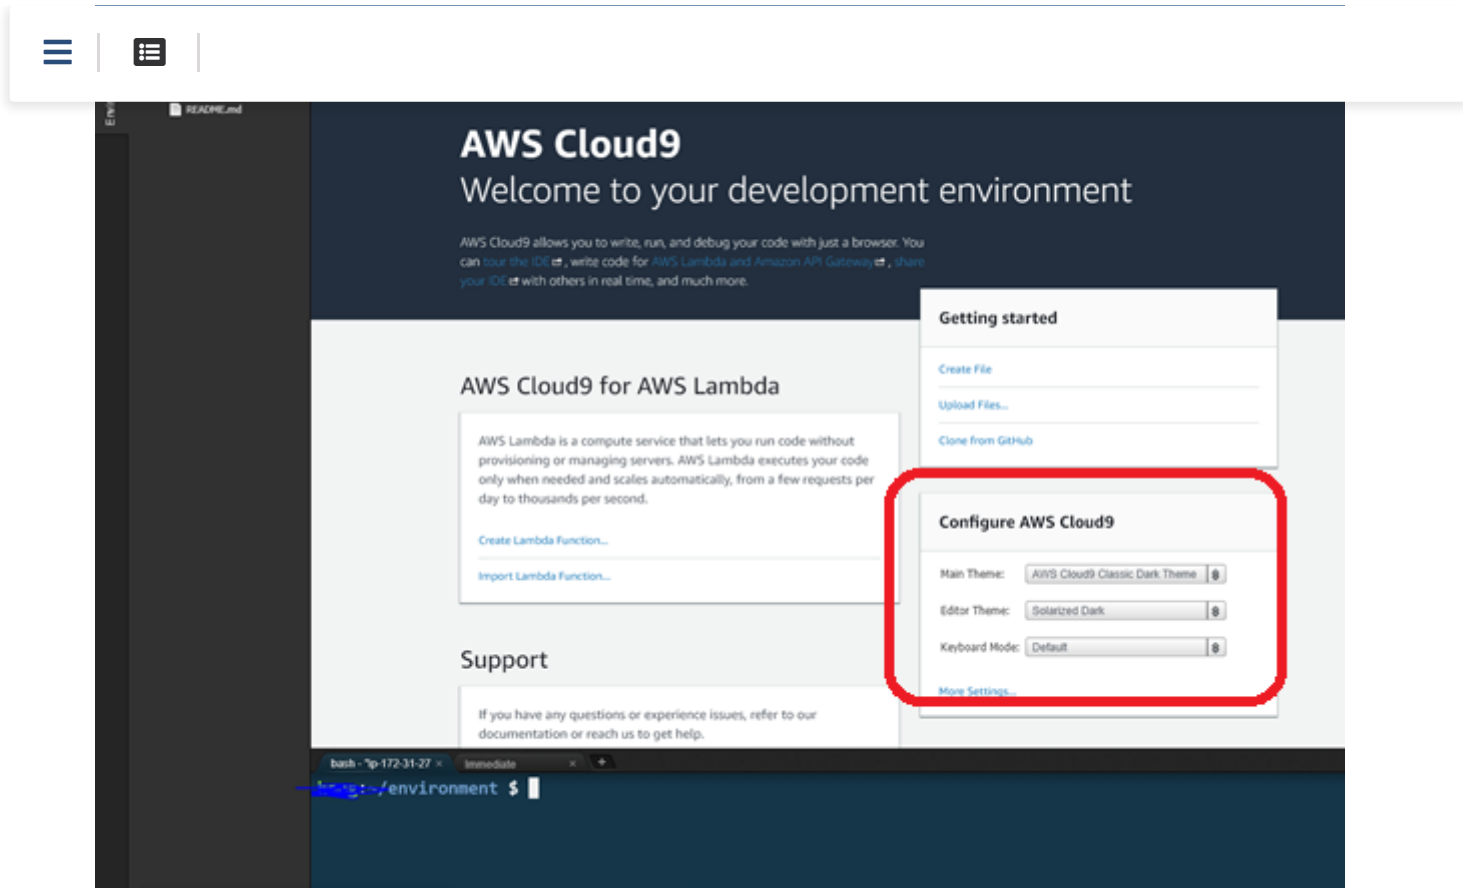 Envi
README.md
AWS Cloud9
Welcome to your development environment
AWS Cloud9 allows you to write, run, and debug your code with just a browser. You
can tour the IDE, write code for AWS Lambda and Amazon API Gateway, share
your IDE with others in real time, and much more.
Getting started
Create File
Upload Files...
Clone from GitHub
AWS Cloud9 for AWS Lambda
AWS Lambda is a compute service that lets you run code without
provisioning or managing servers. AWS Lambda executes your code
only when needed and scales automatically, from a few requests per
day to thousands per second.
Create Lambda Function...
Import Lambda Function...
Configure AWS Cloud9
Main Theme: AWS Cloud9 Classic Dark Theme
Editor Theme: Solarized Dark
Keyboard Mode: Default
More Settings...
Support
If you have any questions or experience issues, refer to our
documentation or reach us to get help.
bash - "ip-172-31-27 × Immediate × +
:~/environment $